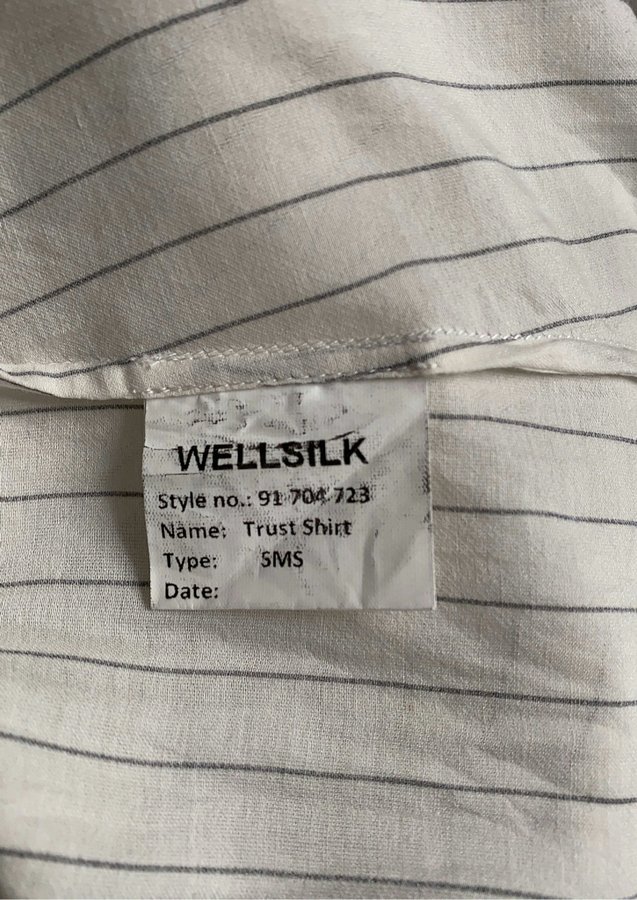 WELLSILK
Style no.: 91 704 723
Name: Trust Shirt
Type: SMS
Date: